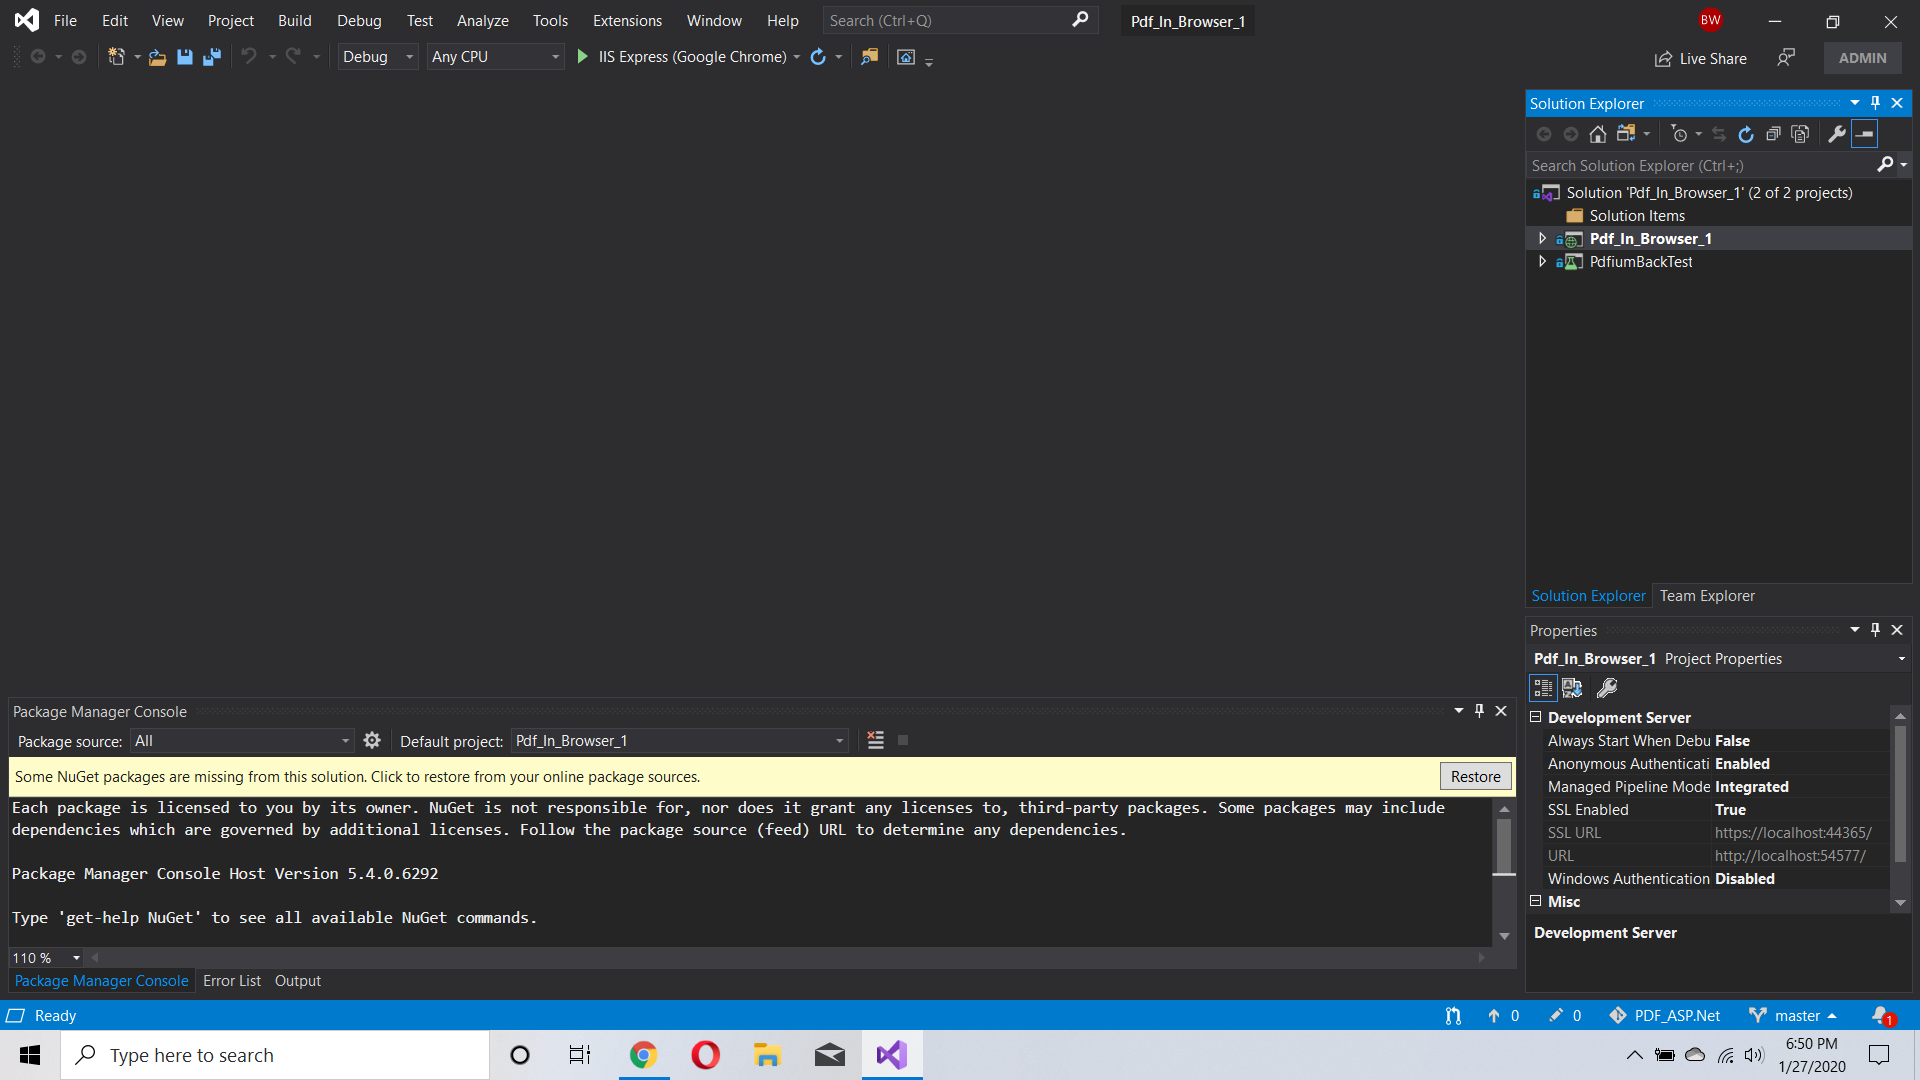 File Edit View Project Build Debug Test Analyze Tools Extensions Window Help Search (Ctrl+Q) Pdf_In_Browser_1 BW
Debug Any CPU IIS Express (Google Chrome) Live Share ADMIN
Solution Explorer
Search Solution Explorer (Ctrl+;)
Solution 'Pdf_In_Browser_1' (2 of 2 projects)
Solution Items
Pdf_In_Browser_1
PdfiumBackTest
Solution Explorer Team Explorer
Properties
Pdf_In_Browser_1 Project Properties
Development Server
Always Start When Debu False
Anonymous Authenticati Enabled
Managed Pipeline Mode Integrated
SSL Enabled True
SSL URL https://localhost:44365/
URL http://localhost:54577/
Windows Authentication Disabled
Misc
Development Server
Package Manager Console
Package source: All Default project: Pdf_In_Browser_1
Some NuGet packages are missing from this solution. Click to restore from your online package sources. Restore
Each package is licensed to you by its owner. NuGet is not responsible for, nor does it grant any licenses to, third-party packages. Some packages may include
dependencies which are governed by additional licenses. Follow the package source (feed) URL to determine any dependencies.
Package Manager Console Host Version 5.4.0.6292
Type 'get-help NuGet' to see all available NuGet commands.
110 %
Package Manager Console Error List Output
Ready 0 0 PDF_ASP.Net master 1
Type here to search
6:50 PM
1/27/2020